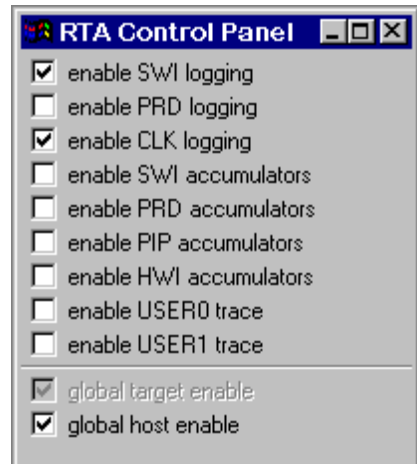 RTA Control Panel
enable SWI logging
enable PRD logging
enable CLK logging
enable SWI accumulators
enable PRD accumulators
enable PIP accumulators
enable HWI accumulators
enable USER0 trace
enable USER1 trace
global target enable
global host enable